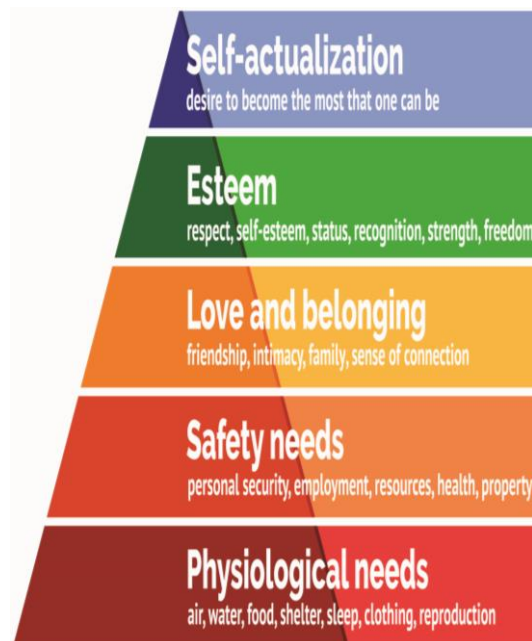 Self-actualization
desire to become the most that one can be
Esteem
respect, self-esteem, status, recognition, strength, freedom
Love and belonging
friendship, intimacy, family, sense of connection
Safety needs
personal security, employment, resources, health, property
Physiological needs
air, water, food, shelter, sleep, clothing, reproduction